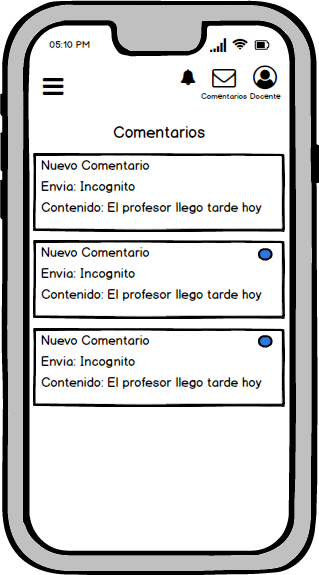 05:10 PM
Comentarios Docente
Comentarios
Nuevo Comentario
Envia: Incognito
Contenido: El profesor llego tarde hoy
Nuevo Comentario
Envia: Incognito
Contenido: El profesor llego tarde hoy
Nuevo Comentario
Envia: Incognito
Contenido: El profesor llego tarde hoy